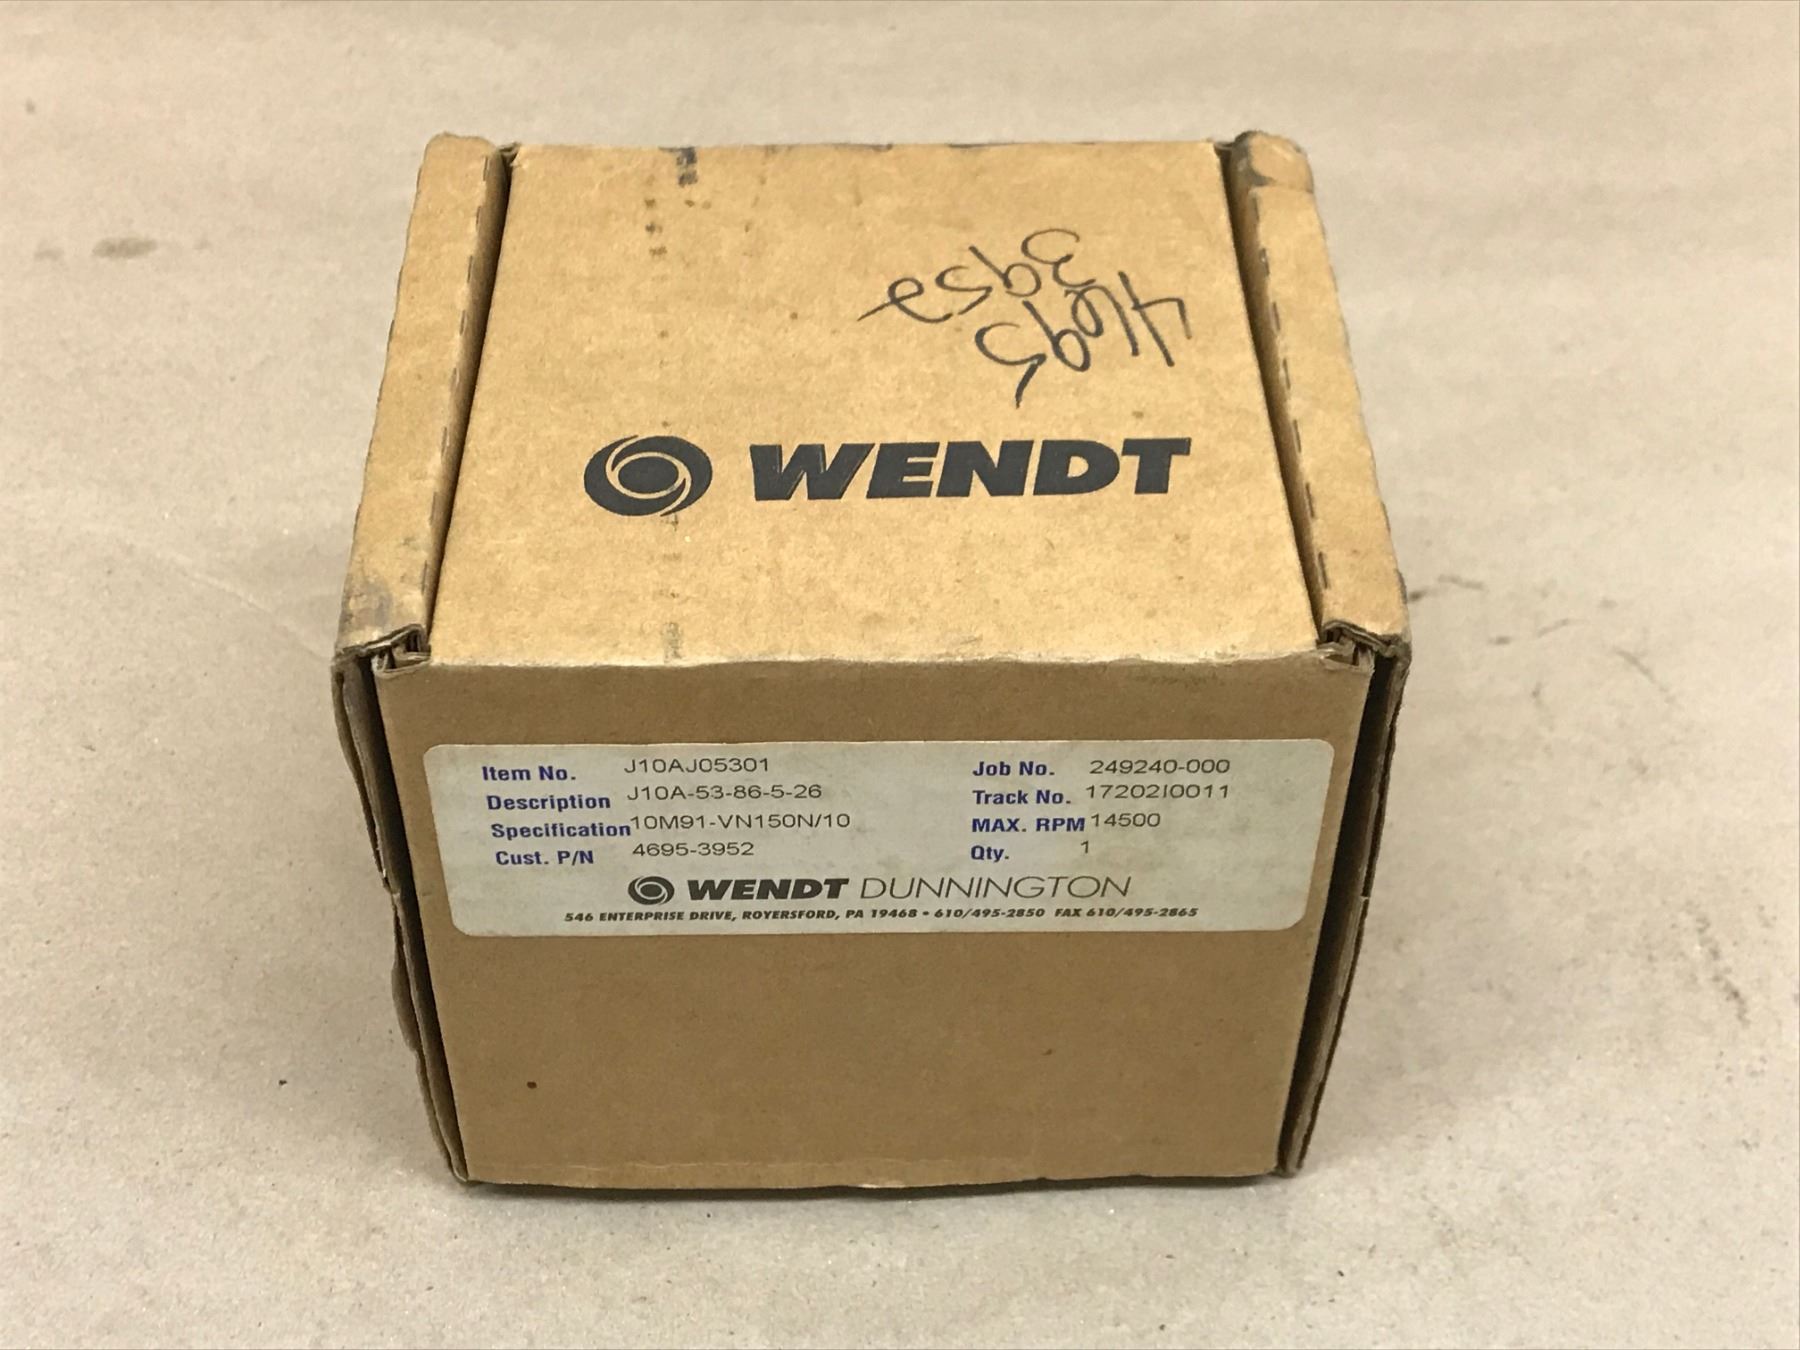 4695
3952
WENDT
Item No. J10AJ05301 Job No. 249240-000
Description J10A-53-86-5-26 Track No. 17202I0011
Specification 10M91-VN150N/10 MAX. RPM 14500
Cust. P/N 4695-3952 Qty. 1
WENDT DUNNINGTON
546 ENTERPRISE DRIVE, ROYERSFORD, PA 19468 • 610/495-2850 FAX 610/495-2865